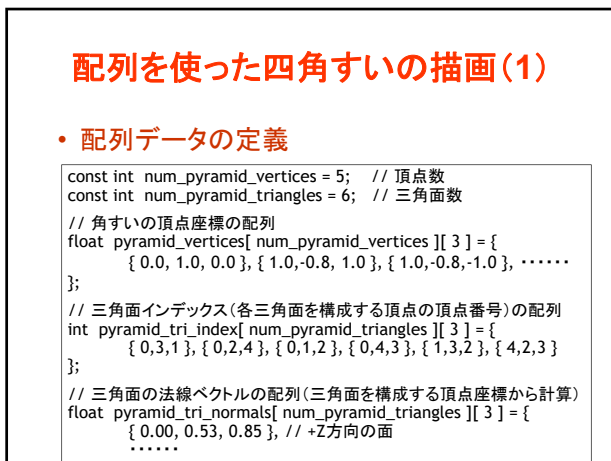 配列を使った四角すいの描画(1)
• 配列データの定義
const int num_pyramid_vertices = 5; // 頂点数
const int num_pyramid_triangles = 6; // 三角面数
// 角すいの頂点座標の配列
float pyramid_vertices[ num_pyramid_vertices ][ 3 ] = {
{ 0.0, 1.0, 0.0 }, { 1.0,-0.8, 1.0 }, { 1.0,-0.8,-1.0 }, ・・・・・・
};
// 三角面インデックス(各三角面を構成する頂点の頂点番号)の配列
int pyramid_tri_index[ num_pyramid_triangles ][ 3 ] = {
{ 0,3,1 }, { 0,2,4 }, { 0,1,2 }, { 0,4,3 }, { 1,3,2 }, { 4,2,3 }
};
// 三角面の法線ベクトルの配列(三角面を構成する頂点座標から計算)
float pyramid_tri_normals[ num_pyramid_triangles ][ 3 ] = {
{ 0.00, 0.53, 0.85 }, // +Z方向の面
・・・・・・